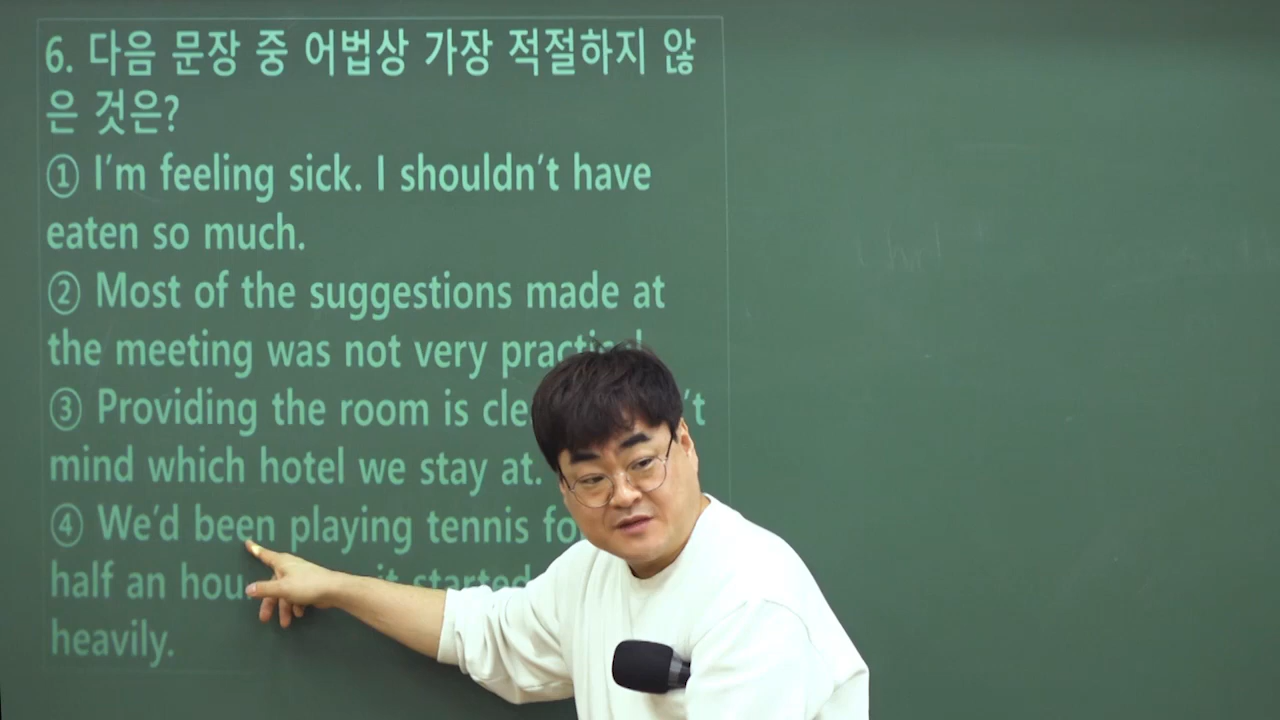 6. 다음 문장 중 어법상 가장 적절하지 않
은 것은?
① I'm feeling sick. I shouldn't have
eaten so much.
② Most of the suggestions made at
the meeting was not very
③ Providing the room is
mind which hotel we stay at.
④ We'd been playing tennis
half an it started
heavily.